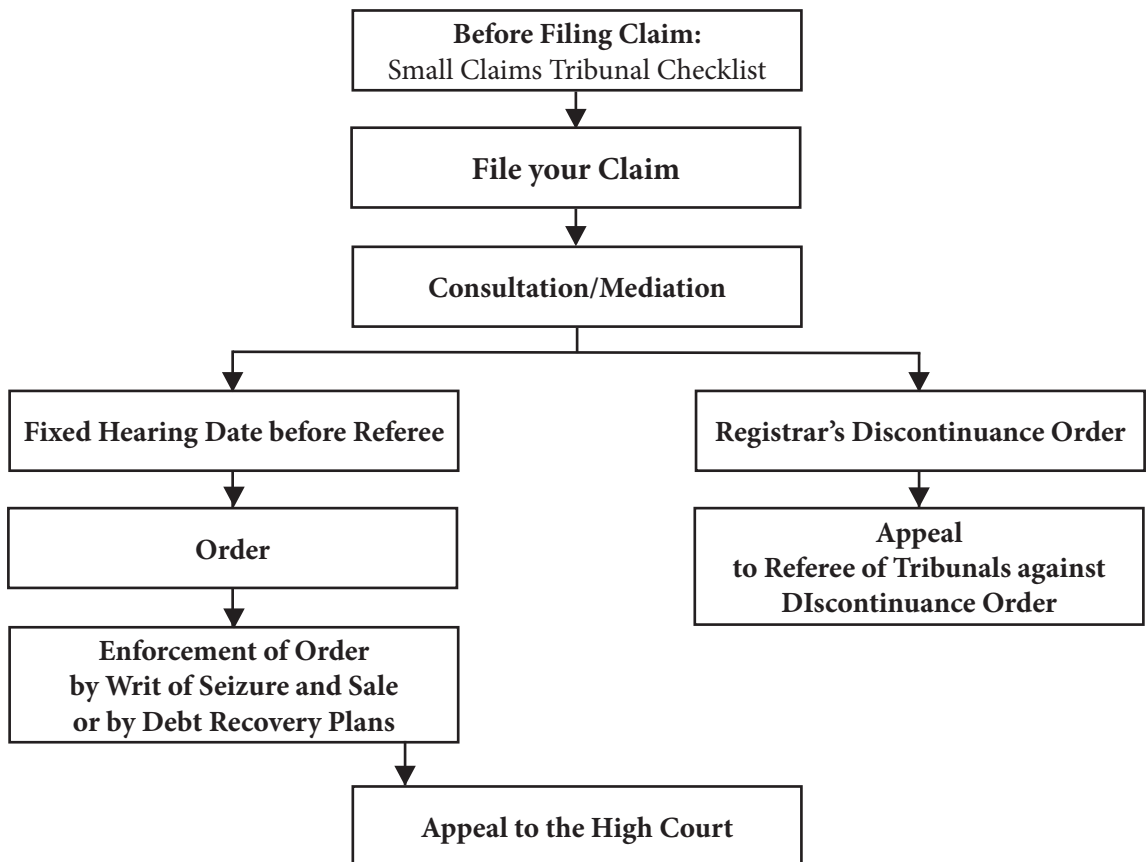 Before Filing Claim:
Small Claims Tribunal Checklist
File your Claim
Consultation/Mediation
Fixed Hearing Date before Referee
Registrar’s Discontinuance Order
Order
Appeal
to Referee of Tribunals against
DIscontinuance Order
Enforcement of Order
by Writ of Seizure and Sale
or by Debt Recovery Plans
Appeal to the High Court